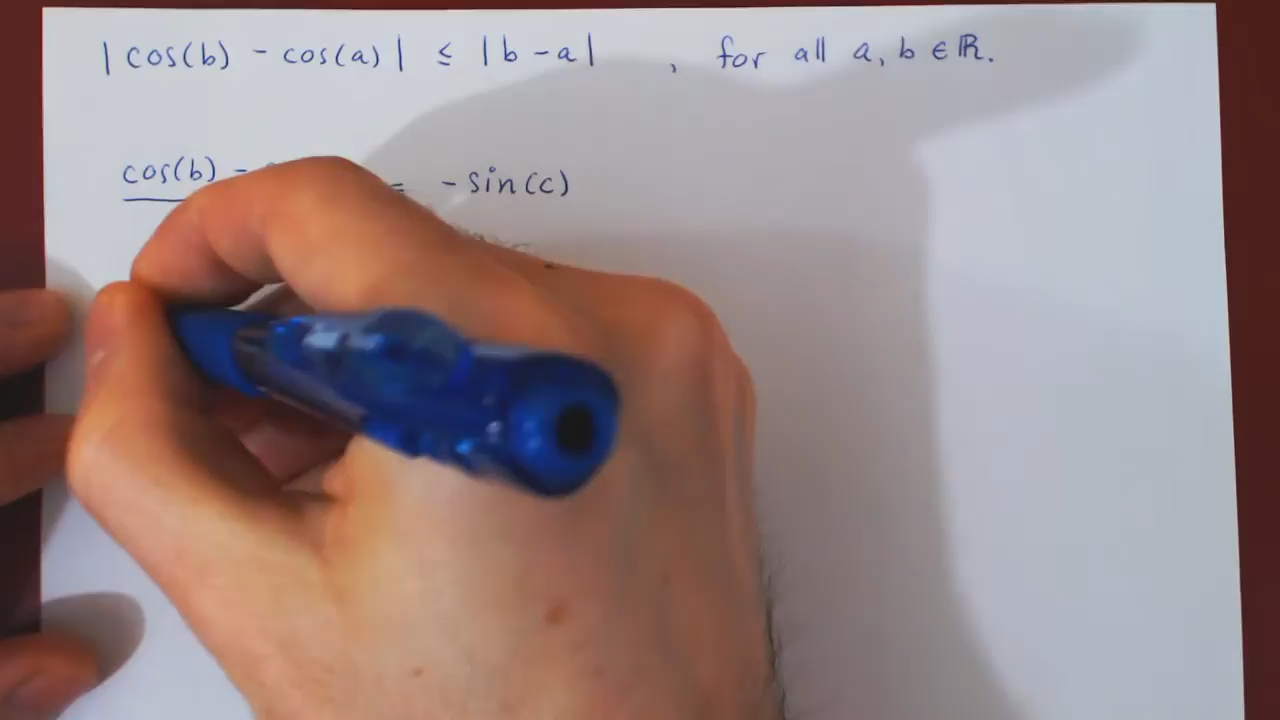 |cos(b) - cos(a)| ≤ |b - a| , for all a, b ∈ ℝ.
cos(b) - = - sin(c)